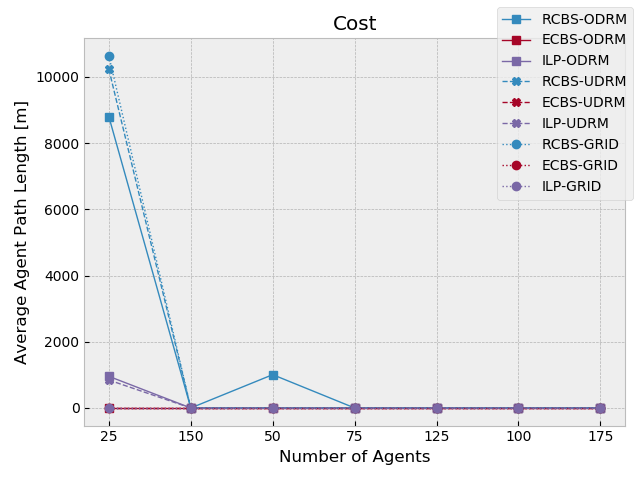 Cost
RCBS-ODRM
ECBS-ODRM
ILP-ODRM
RCBS-UDRM
ECBS-UDRM
ILP-UDRM
RCBS-GRID
ECBS-GRID
ILP-GRID
Average Agent Path Length [m]
10000
8000
6000
4000
2000
0
25 150 50 75 125 100 175
Number of Agents